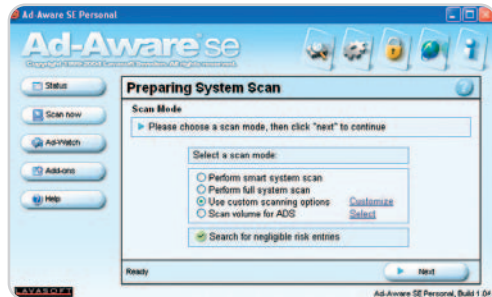 Ad-Aware SE Personal
Ad-Aware se
Status
Scan now
Ad-Watch
Add-ons
Help
Preparing System Scan
Scan Mode
Please choose a scan mode, then click "next" to continue
Select a scan mode:
Perform smart system scan
Perform full system scan
Use custom scanning options Customize
Scan volume for ADS Select
Search for negligible risk entries
Ready
Next
LAVASOFT
Ad-Aware SE Personal, Build 1.04